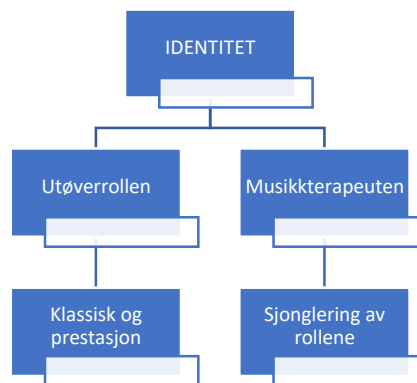 IDENTITET
Utøverrollen
Musikkterapeuten
Klassisk og
prestasjon
Sjonglering av
rollene